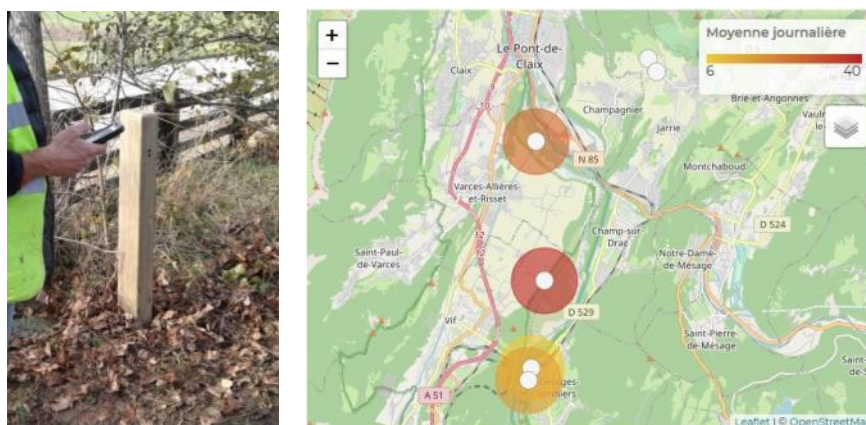 +
−
Le Pont-de-
Claix
Moyenne journalière
6 40
Claix
Champagnier
Brié-et-Angonnes
Jarrie
N 85
Montchaboud
Varces-Allières-
et-Risset
D 524
Champ-sur-
Drac
Saint-Paul-
de-Varces
Notre-Dame-
de-Mésage
D 529
Vif
Saint-Pierre-
de-Mésage
A 51
Leaflet | © OpenStreetMa